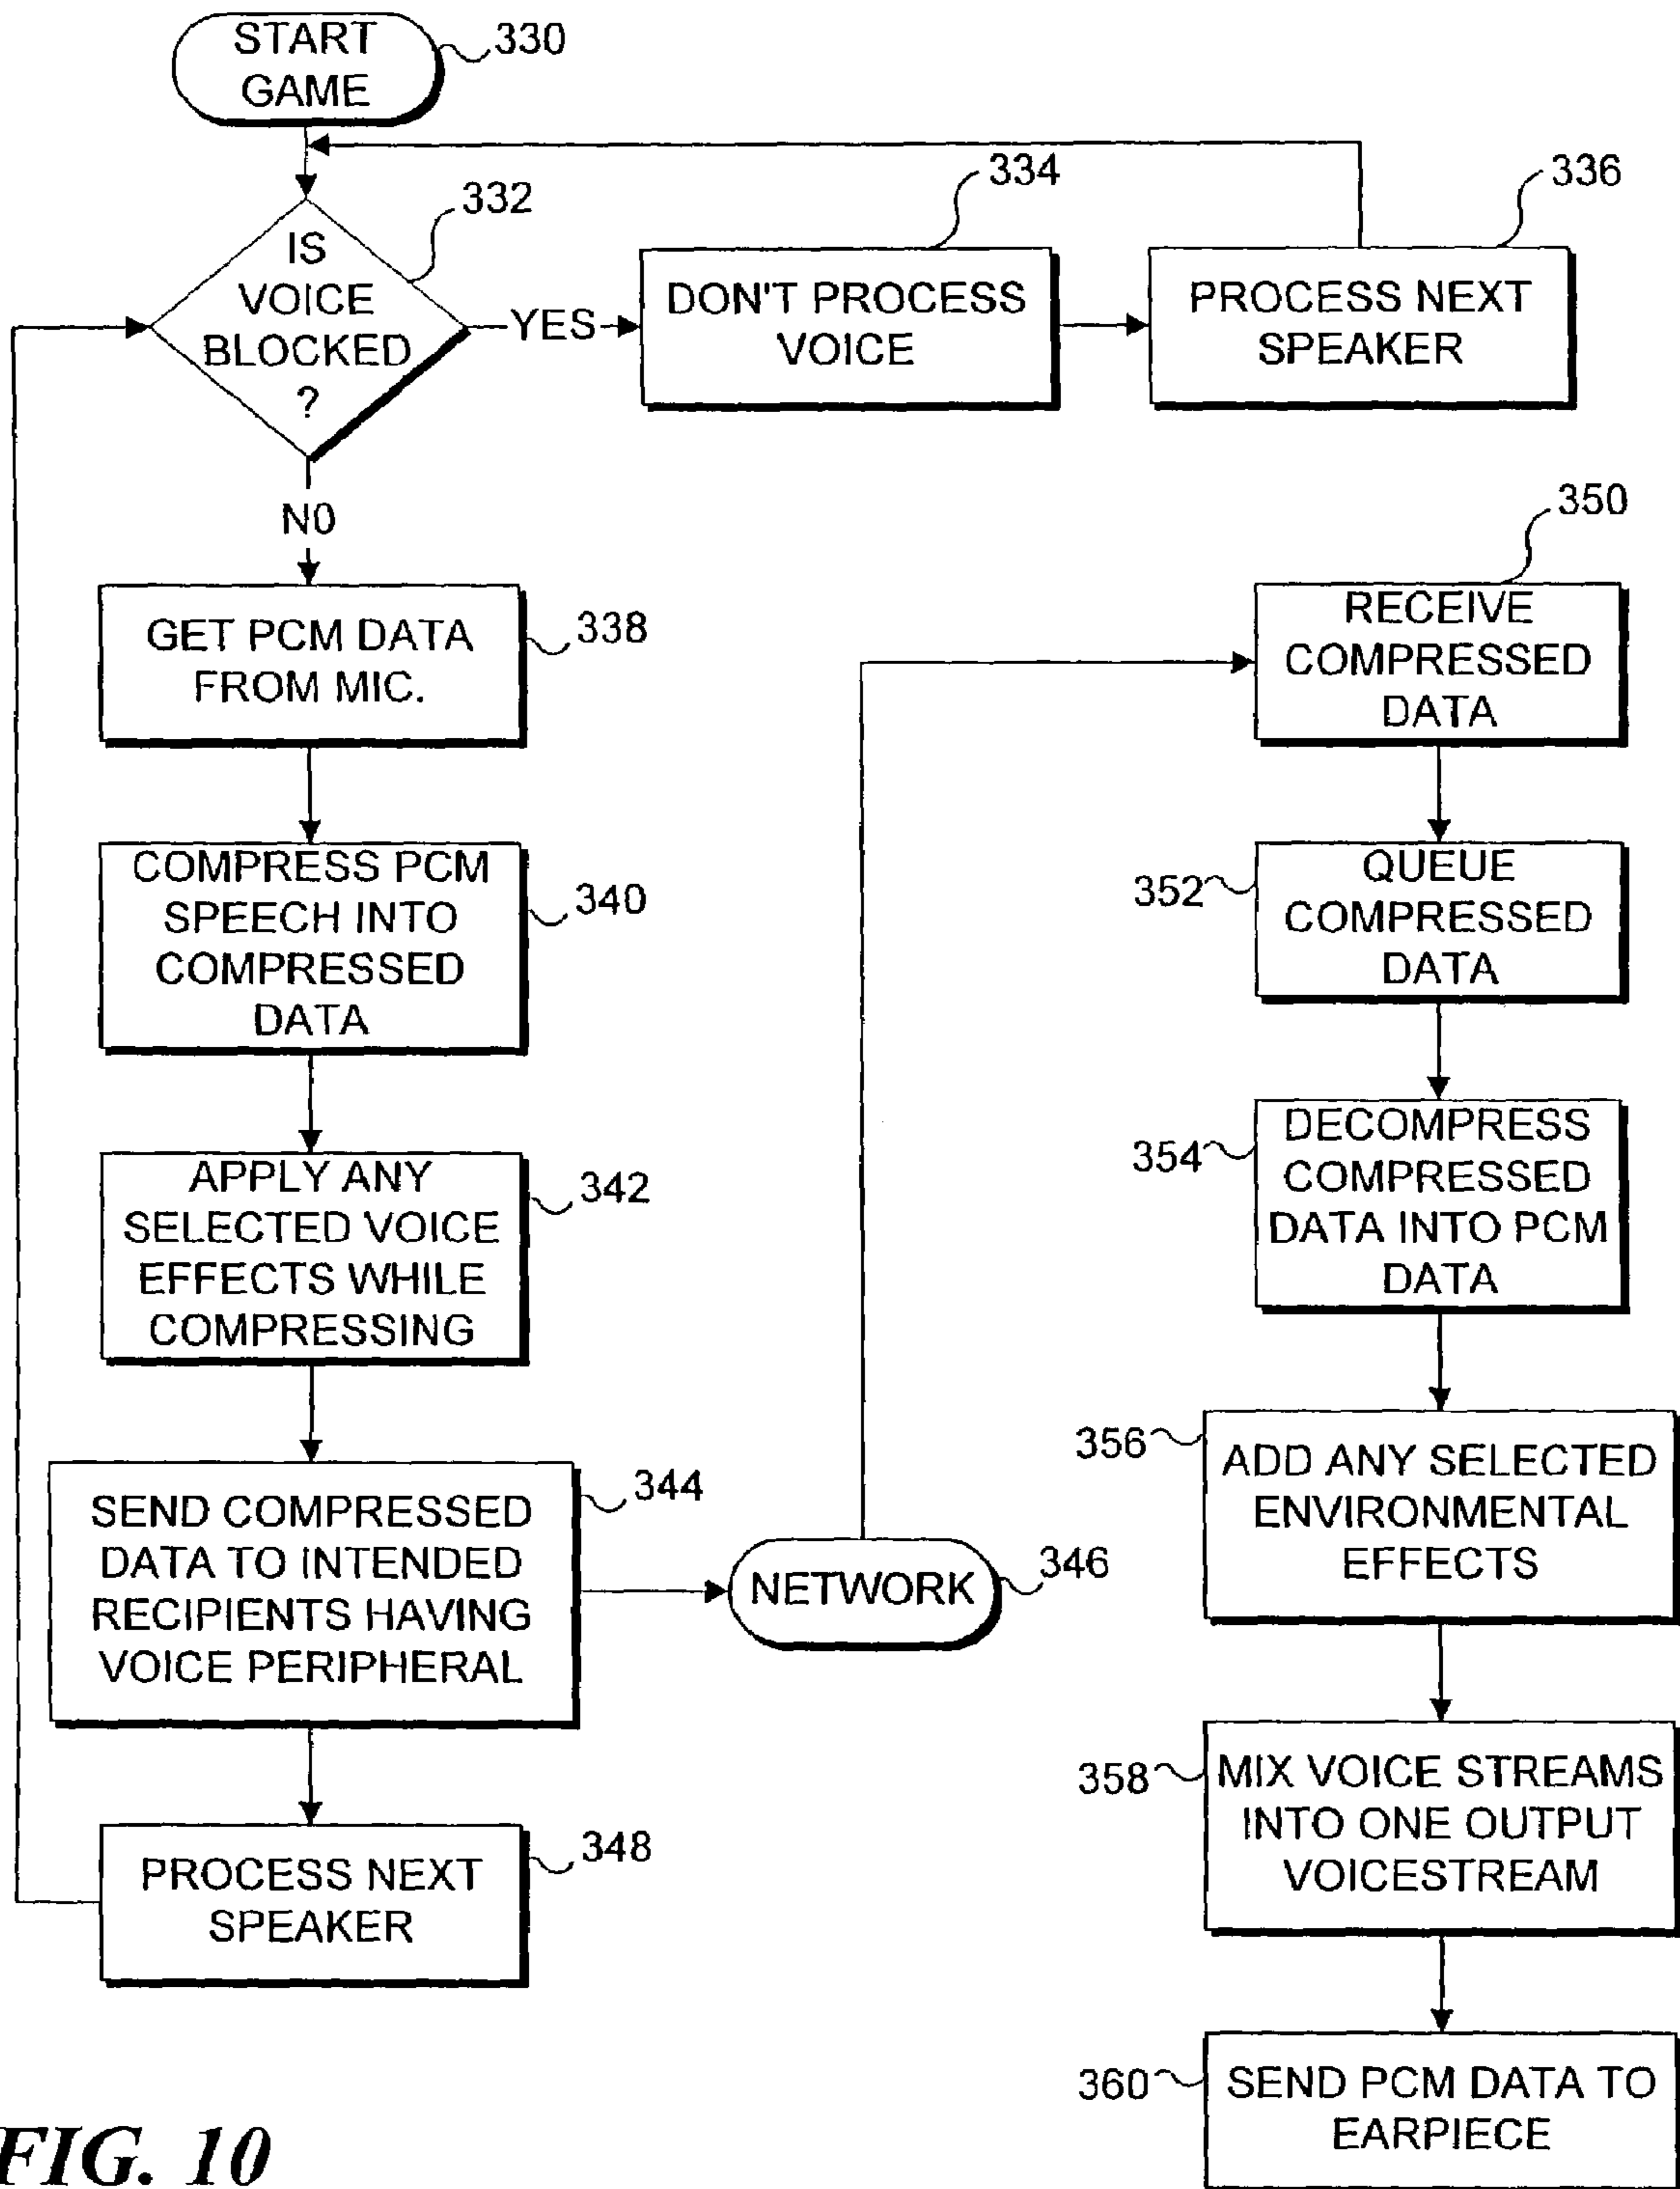 START
GAME
330
332
IS
VOICE
BLOCKED
?
YES
334
DON'T PROCESS
VOICE
336
PROCESS NEXT
SPEAKER
NO
GET PCM DATA
FROM MIC.
338
COMPRESS PCM
SPEECH INTO
COMPRESSED
DATA
340
APPLY ANY
SELECTED VOICE
EFFECTS WHILE
COMPRESSING
342
SEND COMPRESSED
DATA TO INTENDED
RECIPIENTS HAVING
VOICE PERIPHERAL
344
NETWORK
346
PROCESS NEXT
SPEAKER
348
350
RECEIVE
COMPRESSED
DATA
352
QUEUE
COMPRESSED
DATA
354
DECOMPRESS
COMPRESSED
DATA INTO PCM
DATA
356
ADD ANY SELECTED
ENVIRONMENTAL
EFFECTS
358
MIX VOICE STREAMS
INTO ONE OUTPUT
VOICESTREAM
360
SEND PCM DATA TO
EARPIECE
FIG. 10